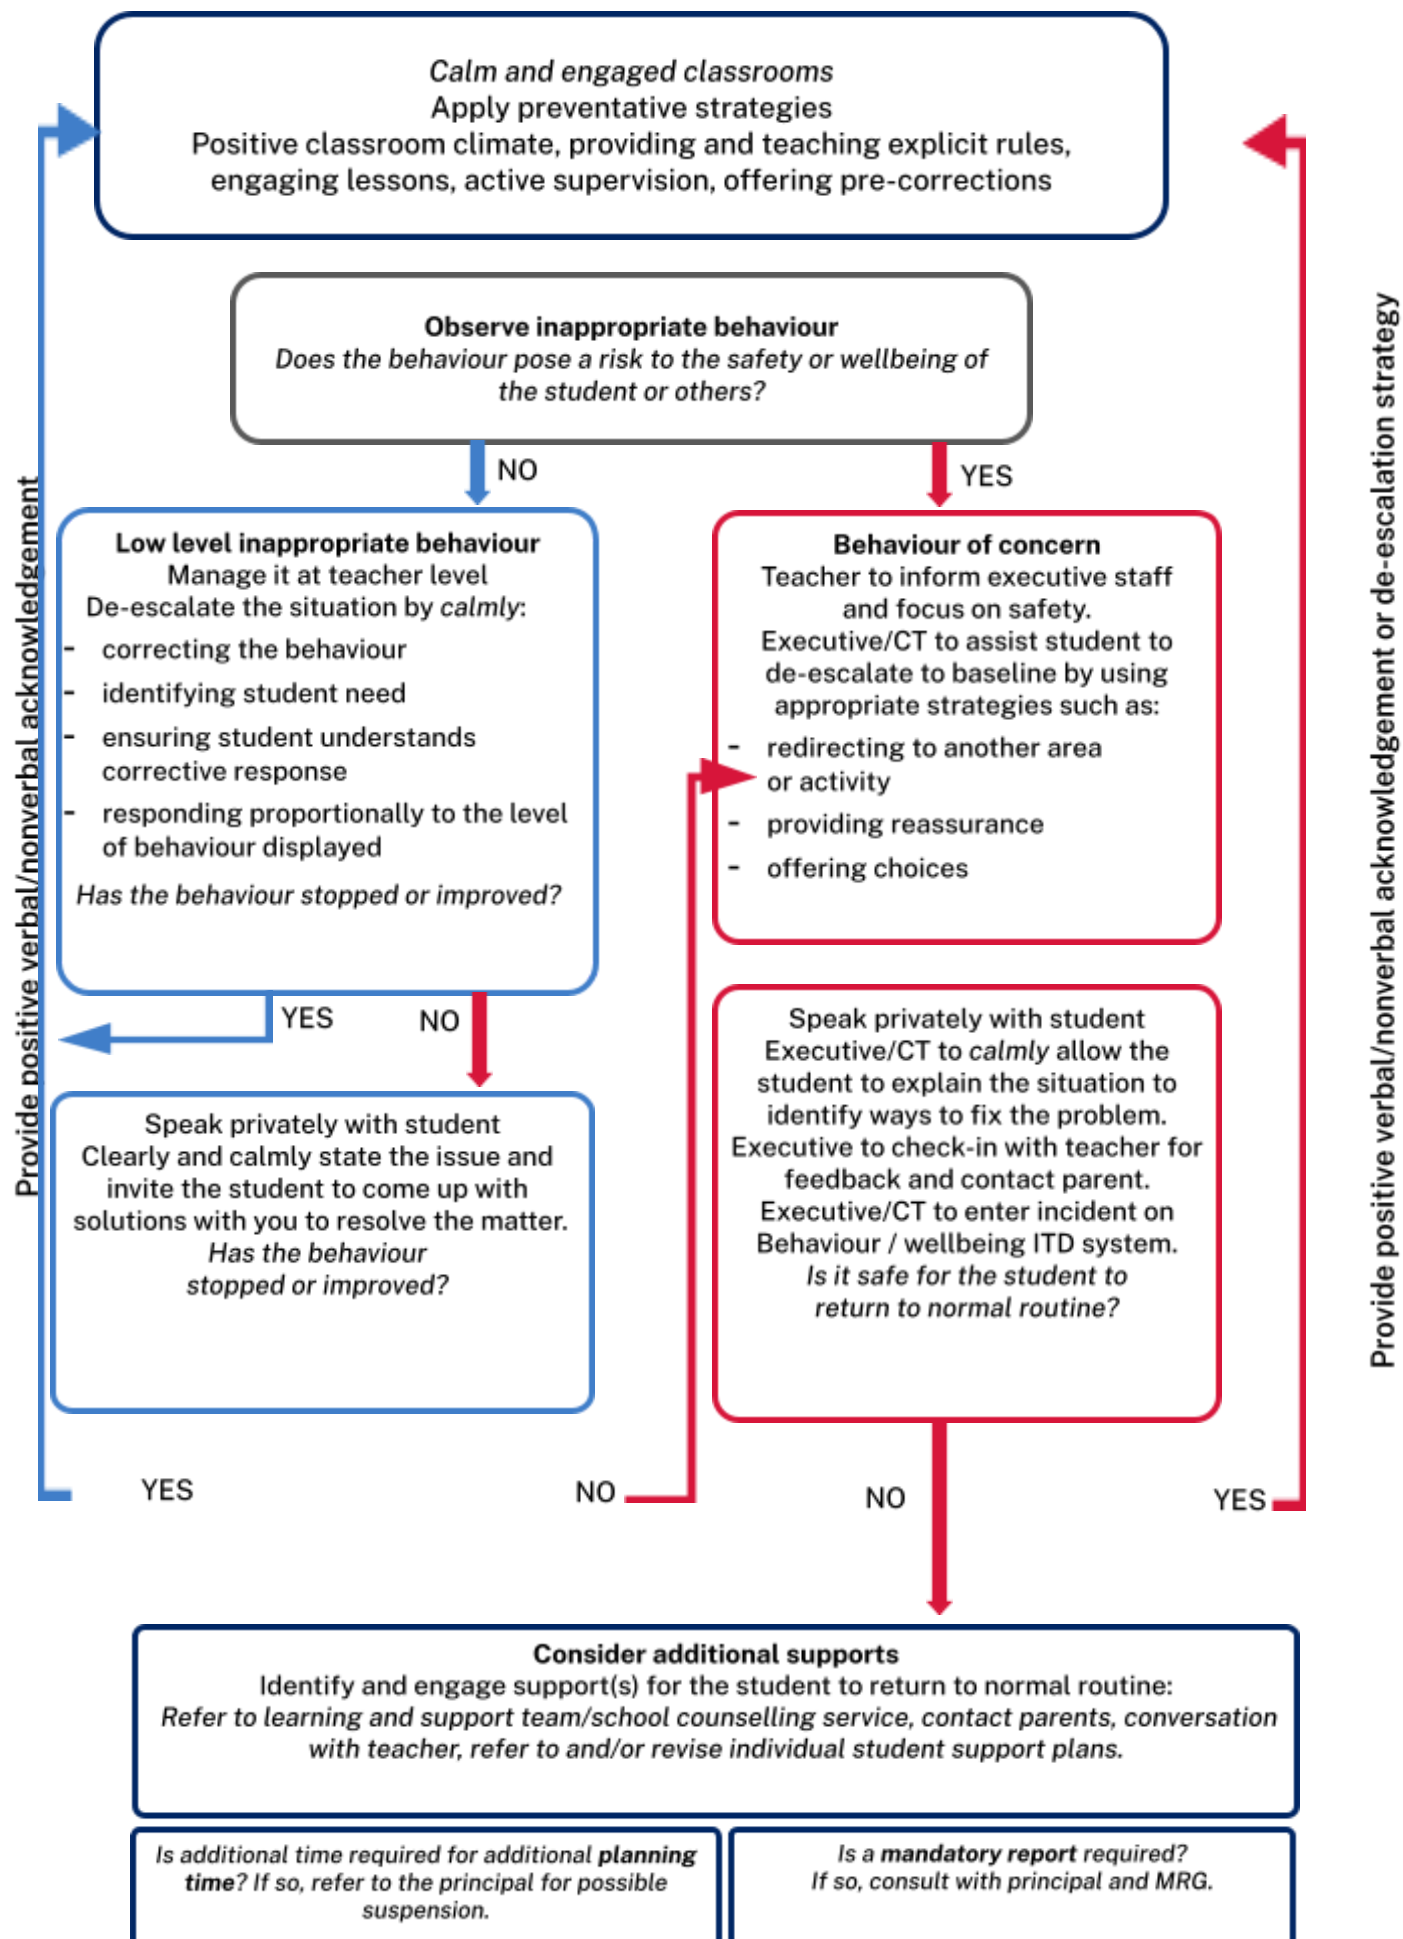 Calm and engaged classrooms
Apply preventative strategies
Positive classroom climate, providing and teaching explicit rules,
engaging lessons, active supervision, offering pre-corrections
Observe inappropriate behaviour
Does the behaviour pose a risk to the safety or wellbeing of
the student or others?
NO
YES
Low level inappropriate behaviour
Manage it at teacher level
De-escalate the situation by calmly:
- correcting the behaviour
- identifying student need
- ensuring student understands
corrective response
- responding proportionally to the level
of behaviour displayed
Has the behaviour stopped or improved?
YES
NO
Speak privately with student
Clearly and calmly state the issue and
invite the student to come up with
solutions with you to resolve the matter.
Has the behaviour
stopped or improved?
YES
NO
Provide positive verbal/nonverbal acknowledgement
Behaviour of concern
Teacher to inform executive staff
and focus on safety.
Executive/CT to assist student to
de-escalate to baseline by using
appropriate strategies such as:
- redirecting to another area
or activity
- providing reassurance
- offering choices
Speak privately with student
Executive/CT to calmly allow the
student to explain the situation to
identify ways to fix the problem.
Executive to check-in with teacher for
feedback and contact parent.
Executive/CT to enter incident on
Behaviour / wellbeing ITD system.
Is it safe for the student to
return to normal routine?
NO
YES
Provide positive verbal/nonverbal acknowledgement or de-escalation strategy
Consider additional supports
Identify and engage support(s) for the student to return to normal routine:
Refer to learning and support team/school counselling service, contact parents, conversation
with teacher, refer to and/or revise individual student support plans.
Is additional time required for additional planning
time? If so, refer to the principal for possible
suspension.
Is a mandatory report required?
If so, consult with principal and MRG.